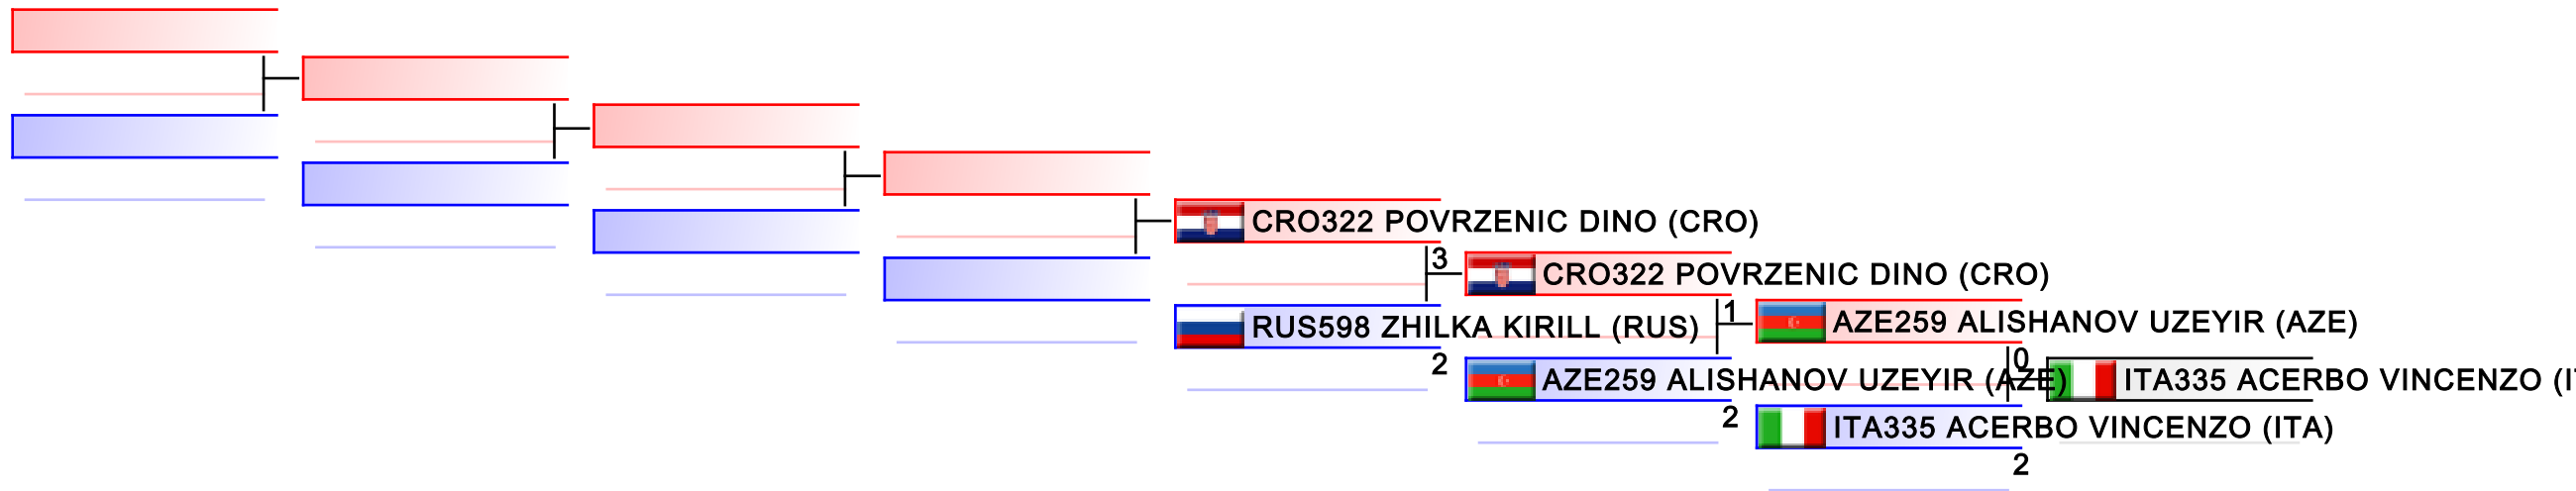 CRO322 POVRZENIC DINO (CRO)
3
CRO322 POVRZENIC DINO (CRO)
RUS598 ZHILKA KIRILL (RUS)
2
1
AZE259 ALISHANOV UZEYIR (AZE)
AZE259 ALISHANOV UZEYIR (AZE)
2
0
ITA335 ACERBO VINCENZO (IT
ITA335 ACERBO VINCENZO (ITA)
2